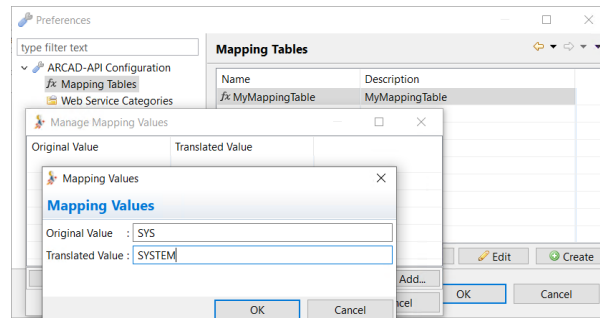 Preferences
type filter text
Mapping Tables
ARCAD-API Configuration
fx Mapping Tables
Web Service Categories
Name Description
fx MyMappingTable MyMappingTable
Manage Mapping Values
Original Value Translated Value
Mapping Values
Mapping Values
Original Value : SYS
Translated Value : SYSTEM
Edit Create
Add...
OK Cancel
OK Cancel